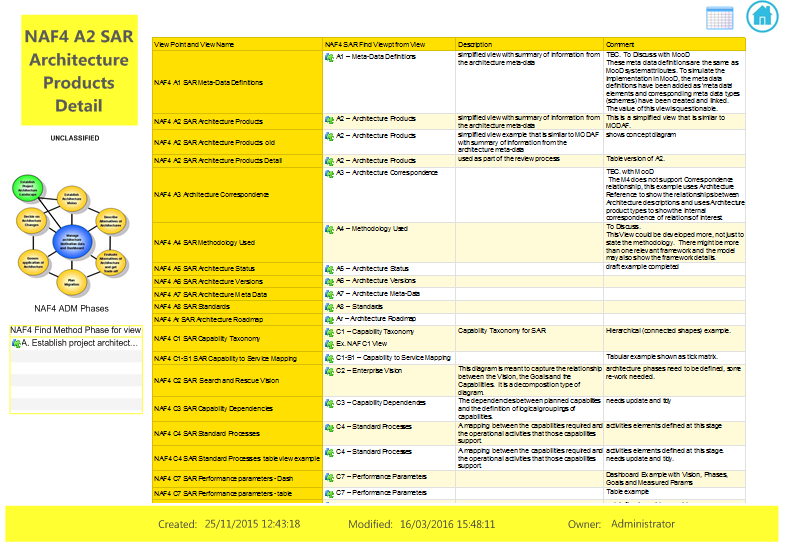 NAF4 A2 SAR
Architecture
Products
Detail
UNCLASSIFIED
Establish
Project
Architecture
Landscape
Establish
Architecture
Vision
Describe
Alternatives of
Architecture
Evaluate
Alternatives of
Architecture
and get
Trade-off
Plan
Migration
Govern
application of
Architecture
Decide on
Architecture
Changes
Manage
architecture
Motivation data
and Dashboard
NAF4 ADM Phases
NAF4 Find Method Phase for view
A. Establish project architect...
View Point and View Name NAF4 SAR Find Viewpt from View Description Comment
NAF4 A1 SAR Meta-Data Definitions
A1 – Meta-Data Definitions
simplified view with summary of information from
the architecture meta-data
TBC. To Discuss with MooD
These meta data definitions are the same as
MooD system attributes. To simulate the
implementation in MooD, the meta data
definitions have been added as 'meta data'
elements and corresponding meta data types
(schemes) have been created and linked.
The value of this view is questionable.
NAF4 A2 SAR Architecture Products
A2 – Architecture Products
simplified view with summary of information from
the architecture meta-data
This is a simplified view that is similar to
MODAF.
NAF4 A2 SAR Architecture Products old
A2 – Architecture Products
simplified view example that is similar to MODAF
with summary of information from the
architecture meta-data
shows concept diagram
NAF4 A2 SAR Architecture Products Detail
A2 – Architecture Products
used as part of the review process
Table version of A2.
NAF4 A3 Architecture Correspondence
A3 – Architecture Correspondence
TBC. with MooD
The M4 does not support Correspondence
relationship, this example uses Architecture
Reference to show the relationships between
Architecture descriptions and uses Architecture
product types to show the internal
correspondence of relations of interest.
NAF4 A4 SAR Methodology Used
A4 – Methodology Used
To Discuss.
This View could be developed more, not just to
state the methodology. There might be more
than one relevant framework and the model
may also show the framework details.
NAF4 A5 SAR Architecture Status
A5 – Architecture Status
draft example completed
NAF4 A6 SAR Architecture Versions
A6 – Architecture Versions
NAF4 A7 SAR Architecture Meta Data
A7 – Architecture Meta-Data
NAF4 A8 SAR Standards
A8 – Standards
NAF4 Ar SAR Architecture Roadmap
Ar – Architecture Roadmap
NAF4 C1 SAR Capability Taxonomy
C1 – Capability Taxonomy
Ex. NAF C1 View
Capability Taxonomy for SAR
Hierarchical (connected shapes) example.
NAF4 C1-S1 SAR Capability to Service Mapping
C1-S1 – Capability to Service Mapping
Tabular example shown as tick matrix.
NAF4 C2 SAR Search and Rescue Vision
C2 – Enterprise Vision
This diagram is meant to capture the relationship
between the Vision, the Goals and the
Capabilities. It is a decomposition type of
diagram.
architecture phases need to be defined, some
re-work needed.
NAF4 C3 SAR Capability Dependencies
C3 – Capability Dependencies
The dependencies between planned capabilities
and the definition of logical groupings of
capabilities.
needs update and tidy
NAF4 C4 SAR Standard Processes
C4 – Standard Processes
A mapping between the capabilities required and
the operational activities that those capabilities
support.
activities elements defined at this stage
NAF4 C4 SAR Standard Processes table view example
C4 – Standard Processes
A mapping between the capabilities required and
the operational activities that those capabilities
support.
activities elements defined at this stage.
needs update and tidy.
NAF4 C7 SAR Performance parameters - Dash
C7 – Performance Parameters
Dashboard Example with Vision, Phases,
Goals and Measured Params
NAF4 C7 SAR Performance parameters - table
C7 – Performance Parameters
Table example
Created: 25/11/2015 12:43:18 Modified: 16/03/2016 15:48:11 Owner: Administrator